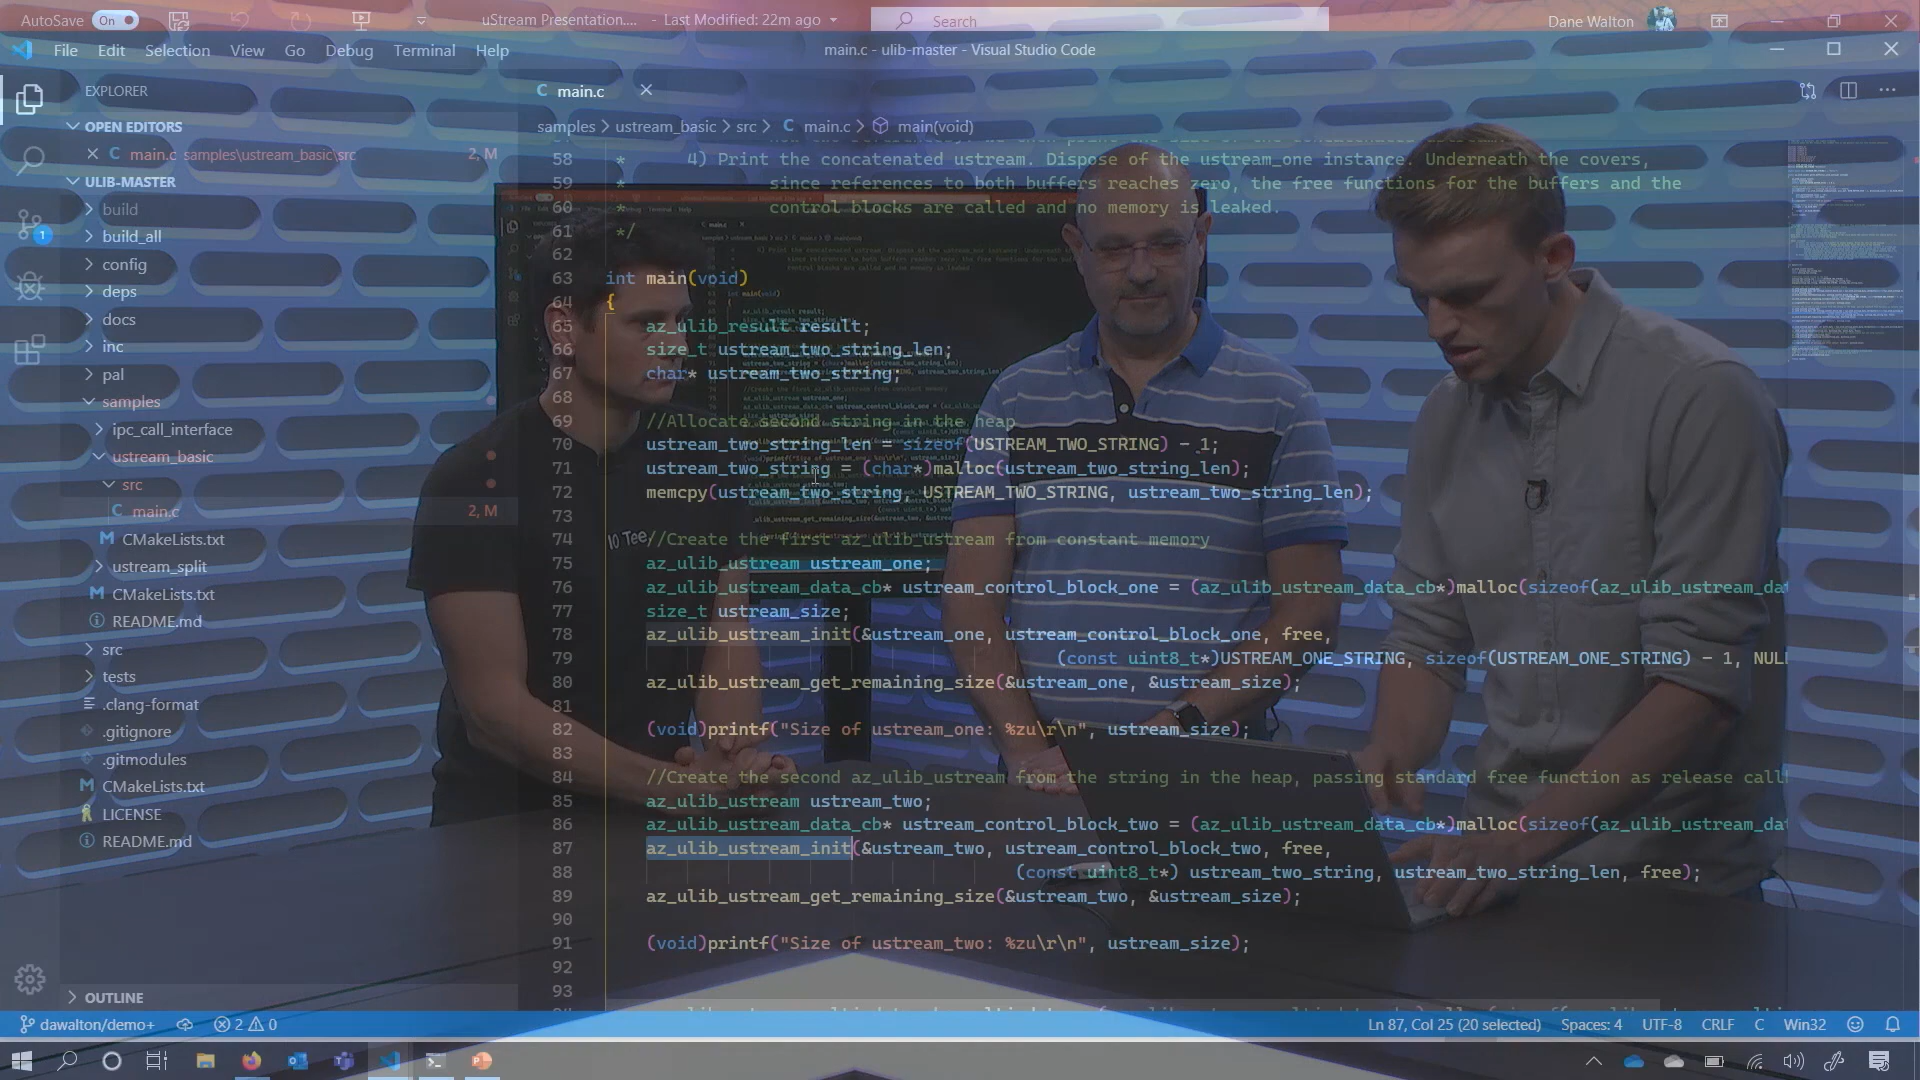 AutoSave On uStream Presentation.... - Last Modified: 22m ago Search Dane Walton
File Edit Selection View Go Debug Terminal Help main.c - ulib-master - Visual Studio Code
EXPLORER
OPEN EDITORS
main.c samples\ustream_basic\src 2, M
ULIB-MASTER
build
build_all
config
deps
docs
inc
pal
samples
ipc_call_interface
ustream_basic
src
main.c 2, M
CMakeLists.txt
ustream_split
CMakeLists.txt
README.md
src
tests
.clang-format
.gitignore
.gitmodules
CMakeLists.txt
LICENSE
README.md
OUTLINE
main.c
samples > ustream_basic > src > C main.c > main(void)
58 * 4) Print the concatenated ustream. Dispose of the ustream_one instance. Underneath the covers,
59 * since references to both buffers reaches zero, the free functions for the buffers and the
60 * control blocks are called and no memory is leaked.
61 */
62
63 int main(void)
64 {
65 az_ulib_result result;
66 size_t ustream_two_string_len;
67 char* ustream_two_string;
68
69 //Allocate second string in the heap
70 ustream_two_string_len = sizeof(USTREAM_TWO_STRING) - 1;
71 ustream_two_string = (char*)malloc(ustream_two_string_len);
72 memcpy(ustream_two_string, USTREAM_TWO_STRING, ustream_two_string_len);
73
74 //Create the first az_ulib_ustream from constant memory
75 az_ulib_ustream ustream_one;
76 az_ulib_ustream_data_cb* ustream_control_block_one = (az_ulib_ustream_data_cb*)malloc(sizeof(az_ulib_ustream_dat
77 size_t ustream_size;
78 az_ulib_ustream_init(&ustream_one, ustream_control_block_one, free,
79 (const uint8_t*)USTREAM_ONE_STRING, sizeof(USTREAM_ONE_STRING) - 1, NULL
80 az_ulib_ustream_get_remaining_size(&ustream_one, &ustream_size);
81
82 (void)printf("Size of ustream_one: %zu\r\n", ustream_size);
83
84 //Create the second az_ulib_ustream from the string in the heap, passing standard free function as release call
85 az_ulib_ustream ustream_two;
86 az_ulib_ustream_data_cb* ustream_control_block_two = (az_ulib_ustream_data_cb*)malloc(sizeof(az_ulib_ustream_dat
87 az_ulib_ustream_init(&ustream_two, ustream_control_block_two, free,
88 (const uint8_t*) ustream_two_string, ustream_two_string_len, free);
89 az_ulib_ustream_get_remaining_size(&ustream_two, &ustream_size);
90
91 (void)printf("Size of ustream_two: %zu\r\n", ustream_size);
92
93
10 Tee
dawalton/demo+ 2 0 Ln 87, Col 25 (20 selected) Spaces: 4 UTF-8 CRLF C Win32